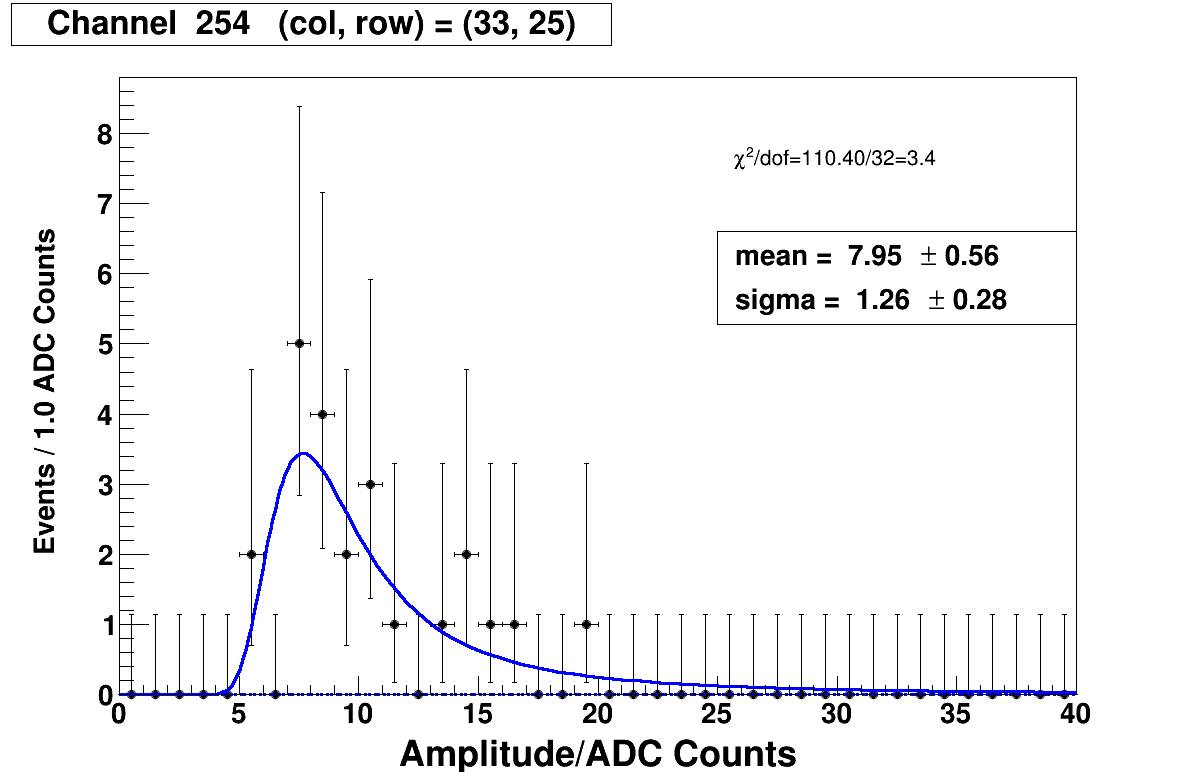 Channel 254 (col, row) = (33, 25)
χ²/dof=110.40/32=3.4
mean = 7.95 ± 0.56
sigma = 1.26 ± 0.28
Events / 1.0 ADC Counts
8
7
6
5
4
3
2
1
0
0 5 10 15 20 25 30 35 40
Amplitude/ADC Counts